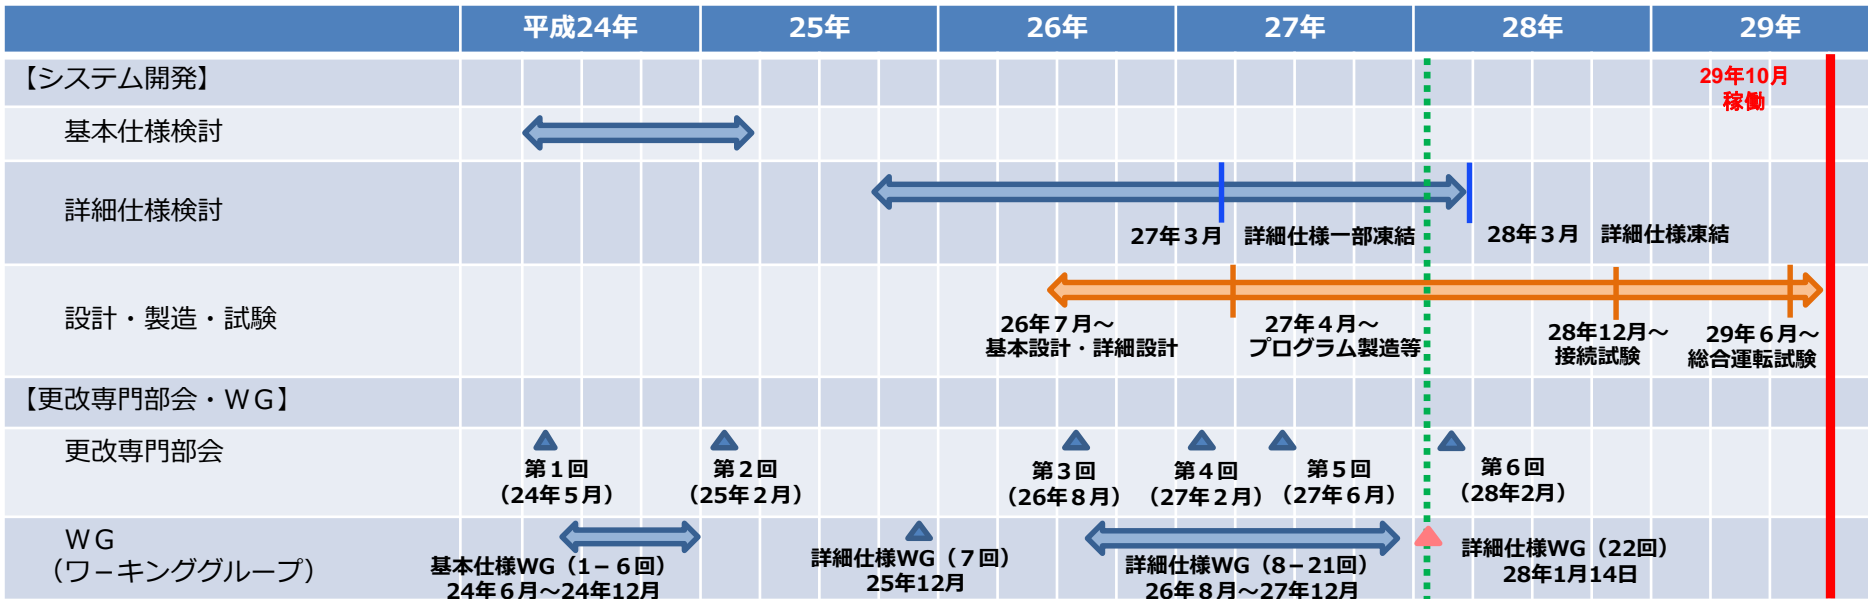 平成24年 25年 26年 27年 28年 29年
【システム開発】
29年10月
稼働
基本仕様検討
詳細仕様検討
27年３月 詳細仕様一部凍結
28年３月 詳細仕様凍結
設計・製造・試験
26年７月～
基本設計・詳細設計
27年４月～
プログラム製造等
28年12月～
接続試験
29年６月～
総合運転試験
【更改専門部会・ＷＧ】
更改専門部会
第１回
（24年５月）
第２回
（25年２月）
第３回
（26年８月）
第４回
（27年２月）
第５回
（27年６月）
第６回
（28年2月）
ＷＧ
（ワーキンググループ）
基本仕様WG（1－６回）
24年６月～24年12月
詳細仕様WG（７回）
25年12月
詳細仕様WG（8－21回）
26年８月～27年12月
詳細仕様WG（22回）
28年1月14日